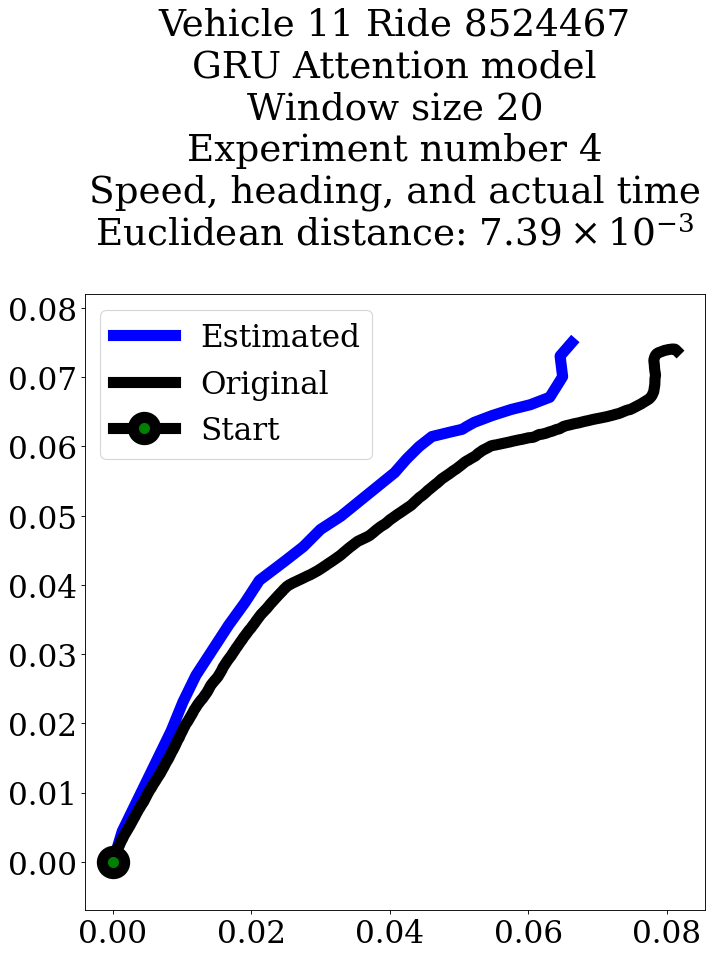 Vehicle 11 Ride 8524467
GRU Attention model
Window size 20
Experiment number 4
Speed, heading, and actual time
Euclidean distance: 7.39 × 10⁻³
0.08
0.07
0.06
0.05
0.04
0.03
0.02
0.01
0.00
Estimated
Original
Start
0.00 0.02 0.04 0.06 0.08